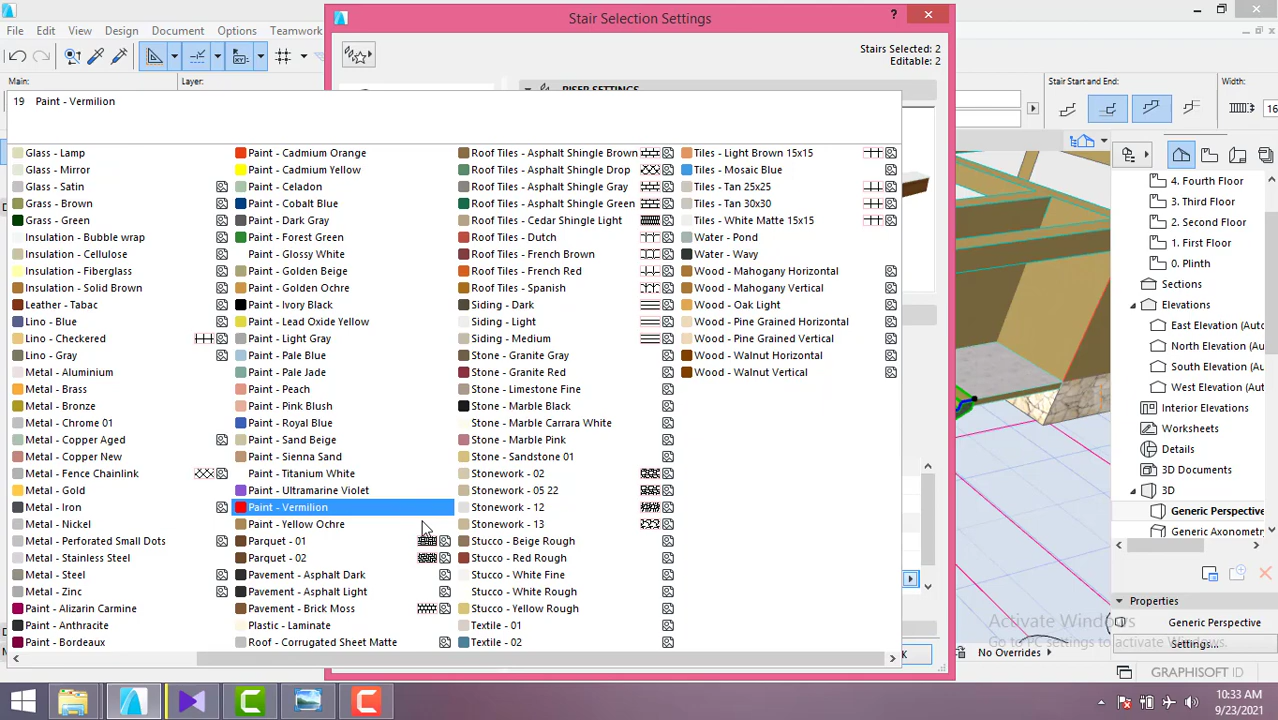 Stair Selection Settings
?
File Edit View Design Document Options Teamwork
Stairs Selected: 2
Editable: 2
Main:
Layer:
RISER SETTINGS
Stair Start and End:
Width:
16
19 Paint - Vermilion
Glass - Lamp
Glass - Mirror
Glass - Satin
Glass - Brown
Glass - Green
Insulation - Bubble wrap
Insulation - Cellulose
Insulation - Fiberglass
Insulation - Solid Brown
Leather - Tabac
Lino - Blue
Lino - Checkered
Lino - Gray
Metal - Aluminium
Metal - Brass
Metal - Bronze
Metal - Chrome 01
Metal - Copper Aged
Metal - Copper New
Metal - Fence Chainlink
Metal - Gold
Metal - Iron
Metal - Nickel
Metal - Perforated Small Dots
Metal - Stainless Steel
Metal - Steel
Metal - Zinc
Paint - Alizarin Carmine
Paint - Anthracite
Paint - Bordeaux
Paint - Cadmium Orange
Paint - Cadmium Yellow
Paint - Celadon
Paint - Cobalt Blue
Paint - Dark Gray
Paint - Forest Green
Paint - Glossy White
Paint - Golden Beige
Paint - Golden Ochre
Paint - Ivory Black
Paint - Lead Oxide Yellow
Paint - Light Gray
Paint - Pale Blue
Paint - Pale Jade
Paint - Peach
Paint - Pink Blush
Paint - Royal Blue
Paint - Sand Beige
Paint - Sienna Sand
Paint - Titanium White
Paint - Ultramarine Violet
Paint - Vermilion
Paint - Yellow Ochre
Parquet - 01
Parquet - 02
Pavement - Asphalt Dark
Pavement - Asphalt Light
Pavement - Brick Moss
Plastic - Laminate
Roof - Corrugated Sheet Matte
Roof Tiles - Asphalt Shingle Brown
Roof Tiles - Asphalt Shingle Drop
Roof Tiles - Asphalt Shingle Gray
Roof Tiles - Asphalt Shingle Green
Roof Tiles - Cedar Shingle Light
Roof Tiles - Dutch
Roof Tiles - French Brown
Roof Tiles - French Red
Roof Tiles - Spanish
Siding - Dark
Siding - Light
Siding - Medium
Stone - Granite Gray
Stone - Granite Red
Stone - Limestone Fine
Stone - Marble Black
Stone - Marble Carrara White
Stone - Marble Pink
Stone - Sandstone 01
Stonework - 02
Stonework - 05 22
Stonework - 12
Stonework - 13
Stucco - Beige Rough
Stucco - Red Rough
Stucco - White Fine
Stucco - White Rough
Stucco - Yellow Rough
Textile - 01
Textile - 02
Tiles - Light Brown 15x15
Tiles - Mosaic Blue
Tiles - Tan 25x25
Tiles - Tan 30x30
Tiles - White Matte 15x15
Water - Pond
Water - Wavy
Wood - Mahogany Horizontal
Wood - Mahogany Vertical
Wood - Oak Light
Wood - Pine Grained Horizontal
Wood - Pine Grained Vertical
Wood - Walnut Horizontal
Wood - Walnut Vertical
4. Fourth Floor
3. Third Floor
2. Second Floor
1. First Floor
0. Plinth
Sections
Elevations
East Elevation (Auto
North Elevation (Au
South Elevation (Au
West Elevation (Aut
Interior Elevations
Worksheets
Details
3D Documents
3D
Generic Perspective
Generic Axonometry
Properties
Generic Perspective
Settings...
Activate Windows
Go to PC settings to activate Windows.
No Overrides
GRAPHISOFT ID
10:33 AM
9/23/2021